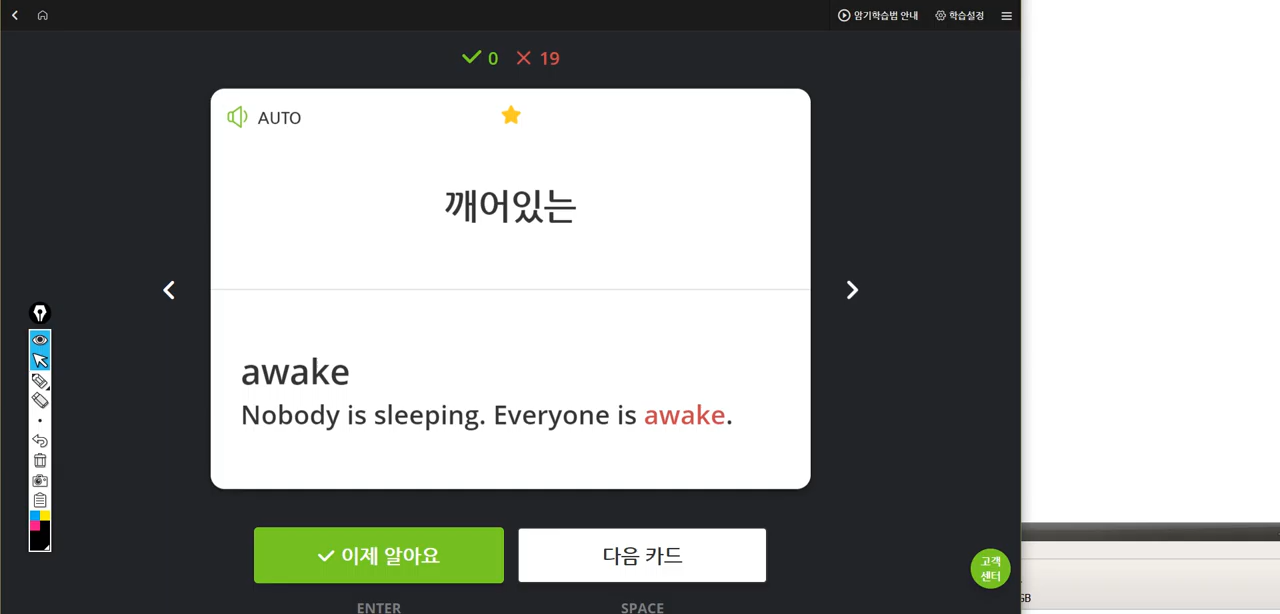 암기학습법 안내 학습설정
0 19
AUTO
깨어있는
awake
Nobody is sleeping. Everyone is awake.
이제 알아요 다음 카드
고객
센터
ENTER SPACE
GB